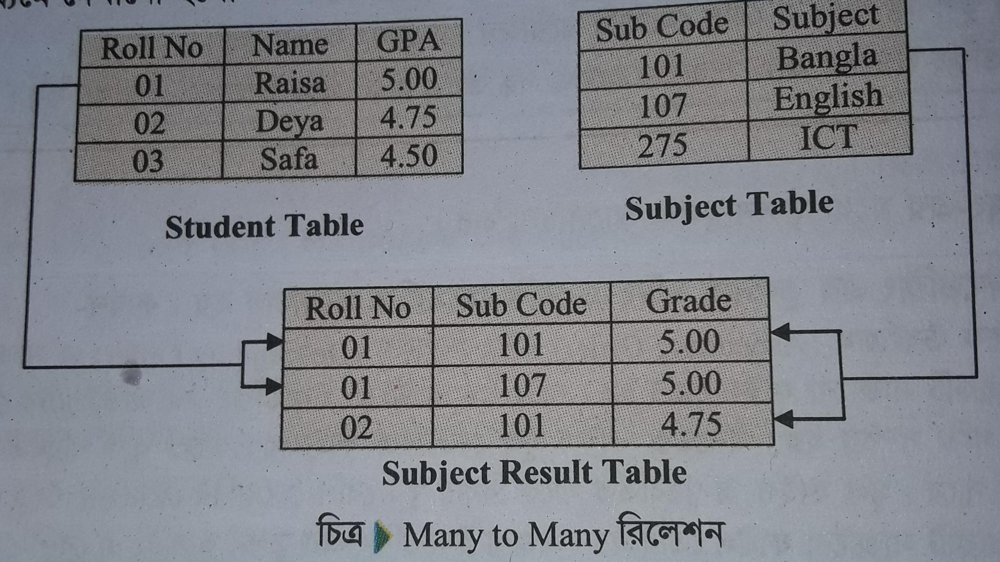 Roll No Name GPA
01 Raisa 5.00
02 Deya 4.75
03 Safa 4.50
Student Table
Sub Code Subject
101 Bangla
107 English
275 ICT
Subject Table
Roll No Sub Code Grade
01 101 5.00
01 107 5.00
02 101 4.75
Subject Result Table
চিত্র Many to Many রিলেশন